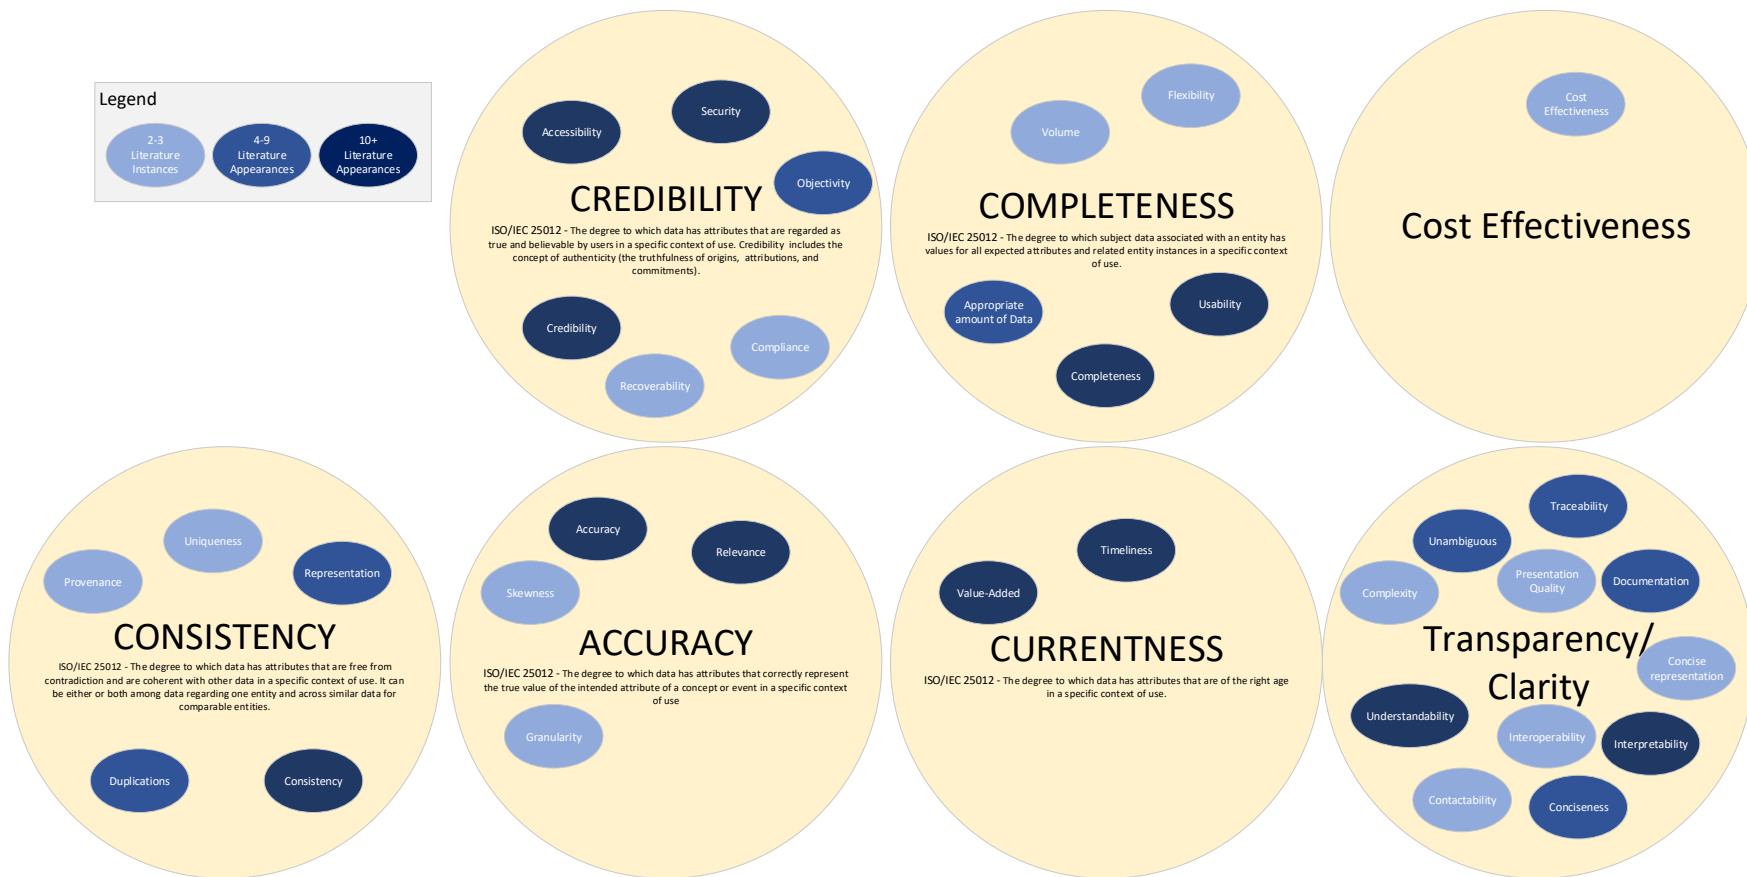 Legend
2-3
Literature
Instances
4-9
Literature
Appearances
10+
Literature
Appearances
Accessibility
Security
Objectivity
CREDIBILITY
ISO/IEC 25012 - The degree to which data has attributes that are regarded as
true and believable by users in a specific context of use. Credibility includes the
concept of authenticity (the truthfulness of origins, attributions, and
commitments).
Credibility
Compliance
Recoverability
Flexibility
Volume
COMPLETENESS
ISO/IEC 25012 - The degree to which subject data associated with an entity has
values for all expected attributes and related entity instances in a specific context
of use.
Appropriate
amount of Data
Usability
Completeness
Cost
Effectiveness
Cost Effectiveness
Uniqueness
Provenance
Representation
CONSISTENCY
ISO/IEC 25012 - The degree to which data has attributes that are free from
contradiction and are coherent with other data in a specific context of use. It can
be either or both among data regarding one entity and across similar data for
comparable entities.
Duplications
Consistency
Accuracy
Relevance
Skewness
ACCURACY
ISO/IEC 25012 - The degree to which data has attributes that correctly represent
the true value of the intended attribute of a concept or event in a specific context
of use
Granularity
Timeliness
Value-Added
CURRENTNESS
ISO/IEC 25012 - The degree to which data has attributes that are of the right age
in a specific context of use.
Traceability
Unambiguous
Presentation
Quality
Documentation
Complexity
Transparency/
Clarity
Concise
representation
Understandability
Interoperability
Interpretability
Contactability
Conciseness